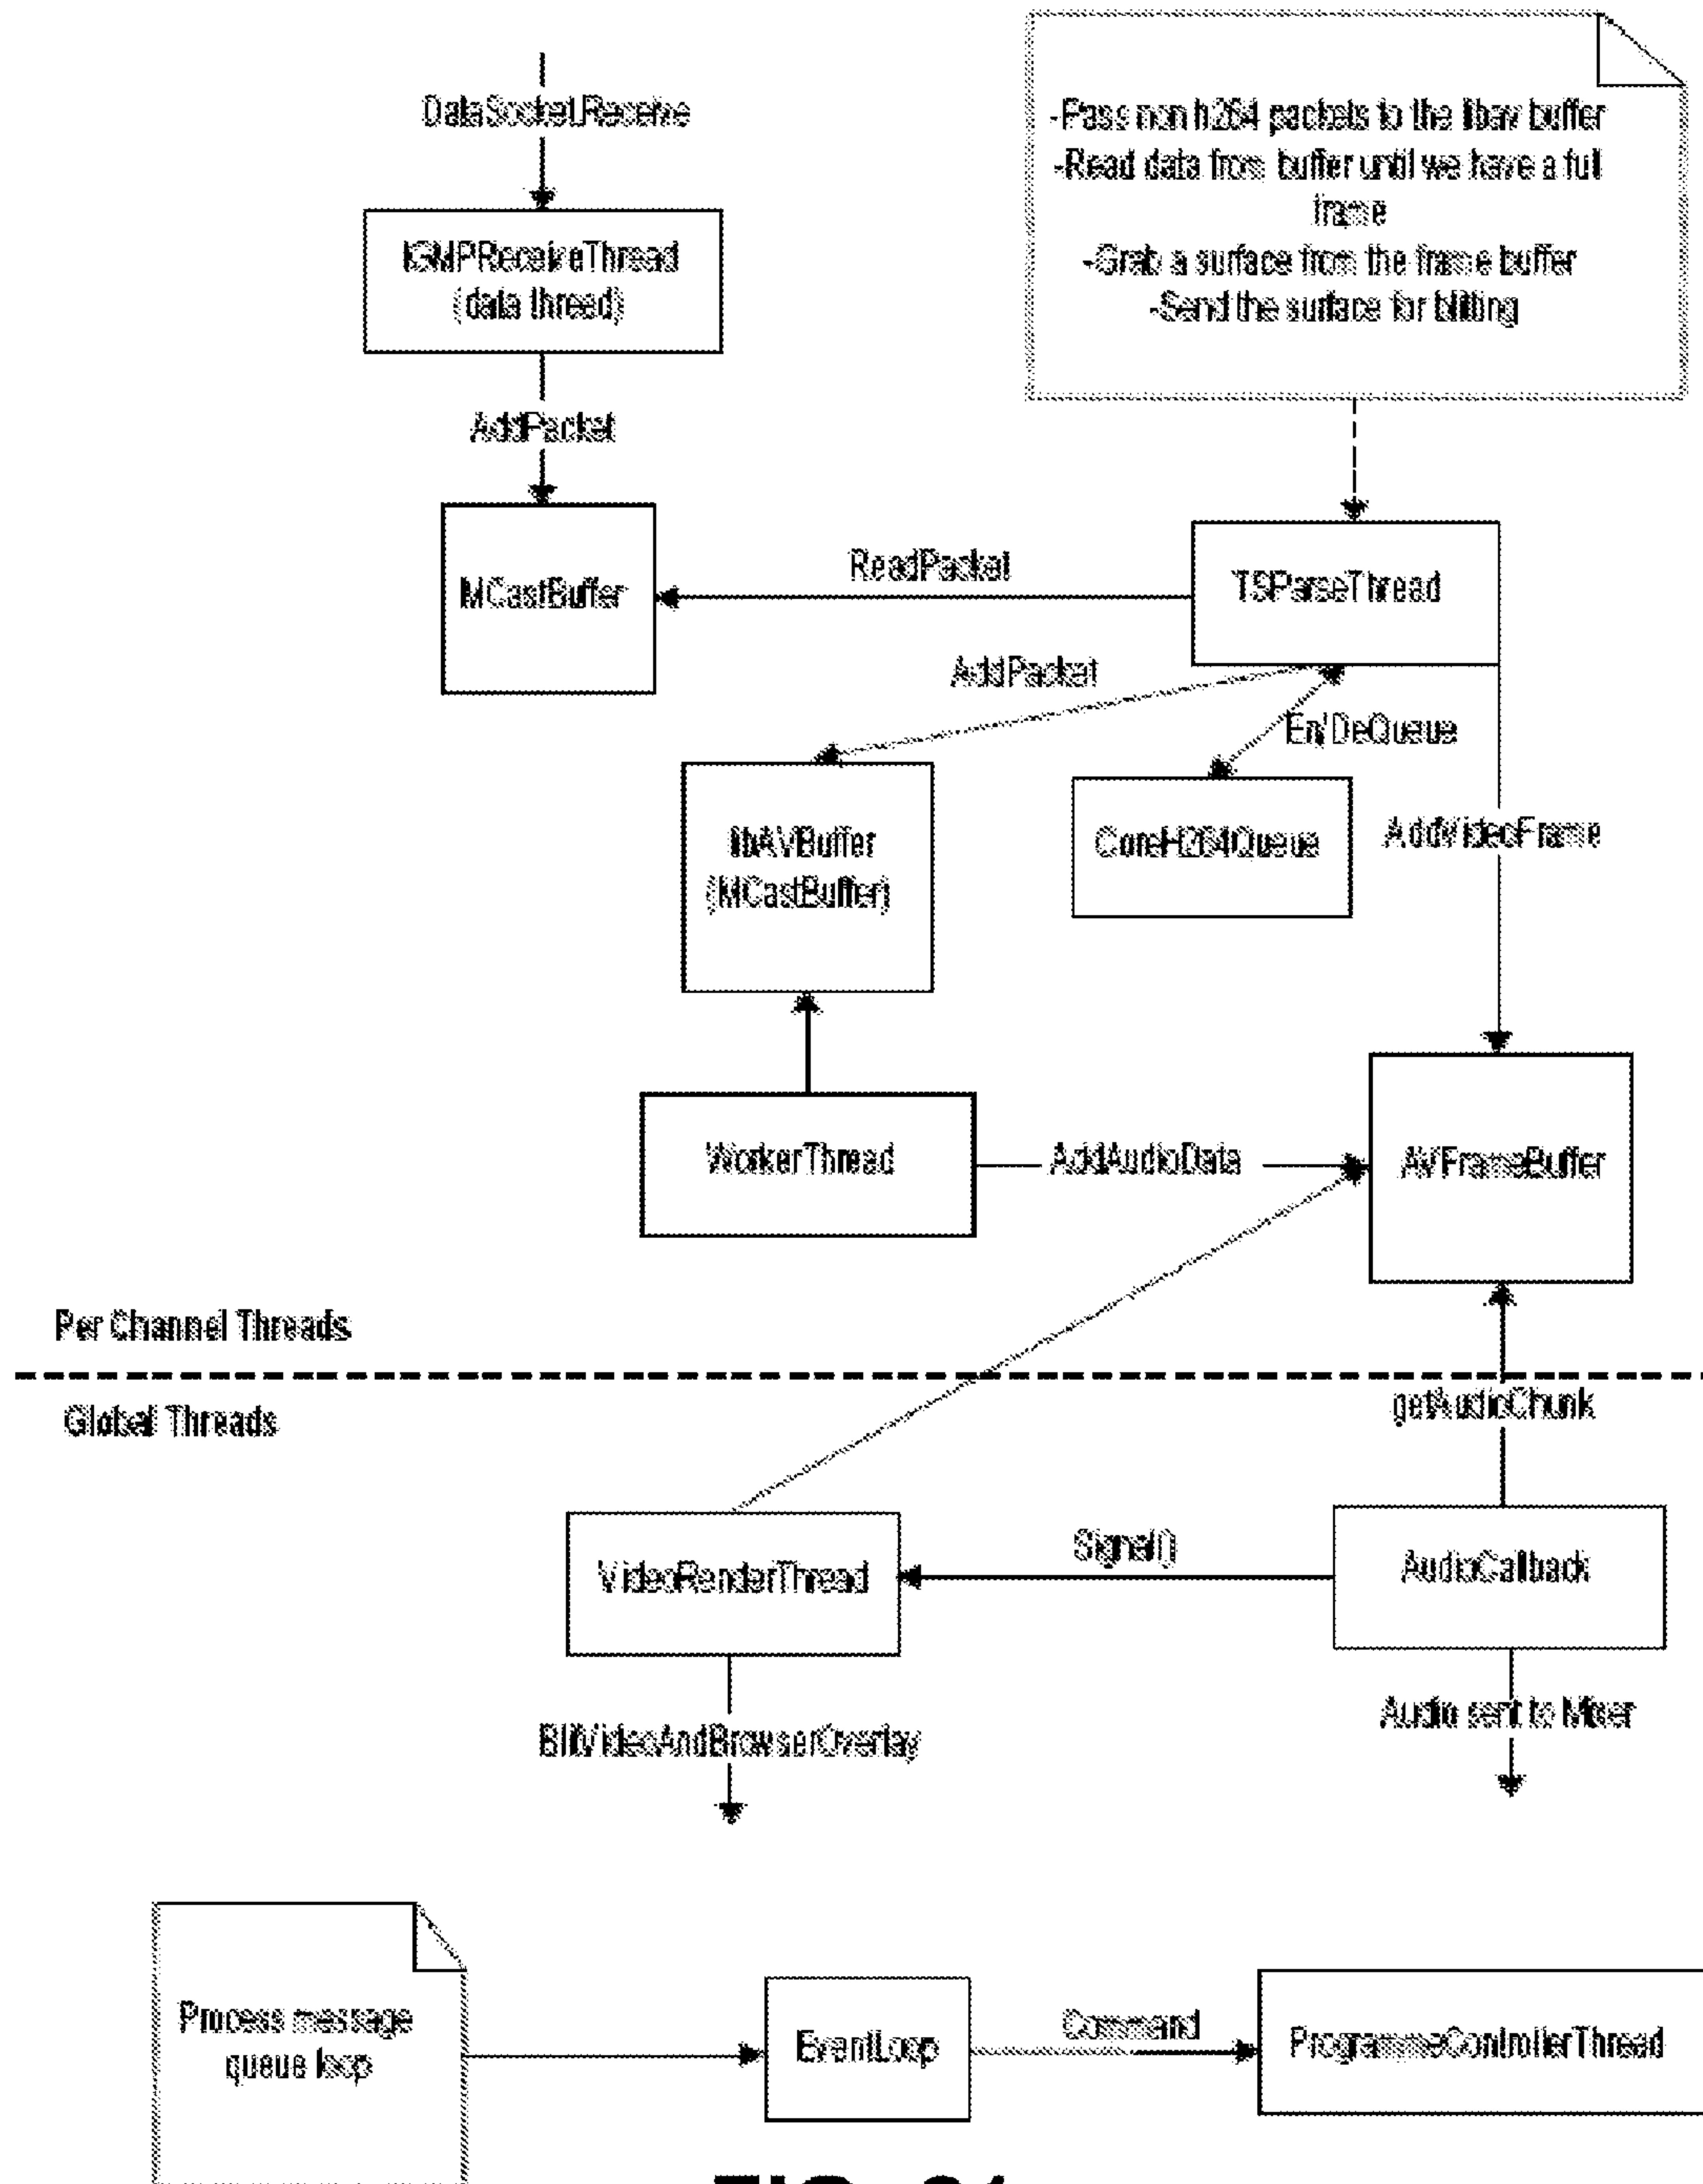 DataSocket.Receive
-Pass non h264 packets to the libav buffer
-Read data from buffer until we have a full
frame
-Grab a surface from the frame buffer
-Send the surface for blitting
IGMPReceiveThread
(data thread)
AddPacket
MCastBuffer
ReadPacket
TSParseThread
AddPacket
En/DeQueue
libAVBuffer
(MCastBuffer)
CoreH264Queue
AddVideoFrame
WorkerThread
AddAudioData
AVFrameBuffer
Per Channel Threads
Global Threads
getAudioChunk
VideoRenderThread
Signal()
AudioCallback
BlitVideoAndBrowserOverlay
Audio sent to Mixer
Process message
queue loop
EventLoop
Command
ProgrammeControllerThread